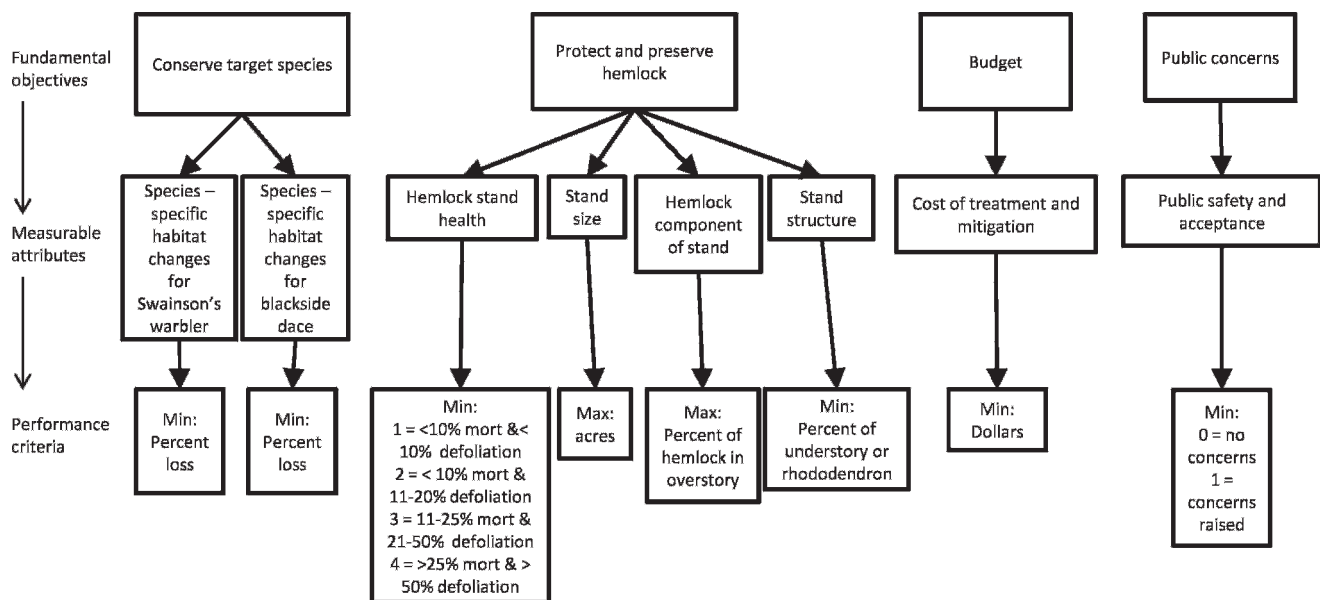 Fundamental
objectives
Conserve target species
Protect and preserve
hemlock
Budget
Public concerns
Measurable
attributes
Species –
specific
habitat
changes
for
Swainson's
warbler
Species –
specific
habitat
changes
for
blackside
dace
Hemlock stand
health
Stand
size
Hemlock
component
of stand
Stand
structure
Cost of treatment and
mitigation
Public safety and
acceptance
Performance
criteria
Min:
Percent
loss
Min:
Percent
loss
Min:
1 = <10% mort &<
10% defoliation
2 = < 10% mort &
11-20% defoliation
3 = 11-25% mort &
21-50% defoliation
4 = >25% mort & >
50% defoliation
Max:
acres
Max:
Percent of
hemlock in
overstory
Min:
Percent of
understory or
rhododendron
Min:
Dollars
Min:
0 = no
concerns
1 =
concerns
raised